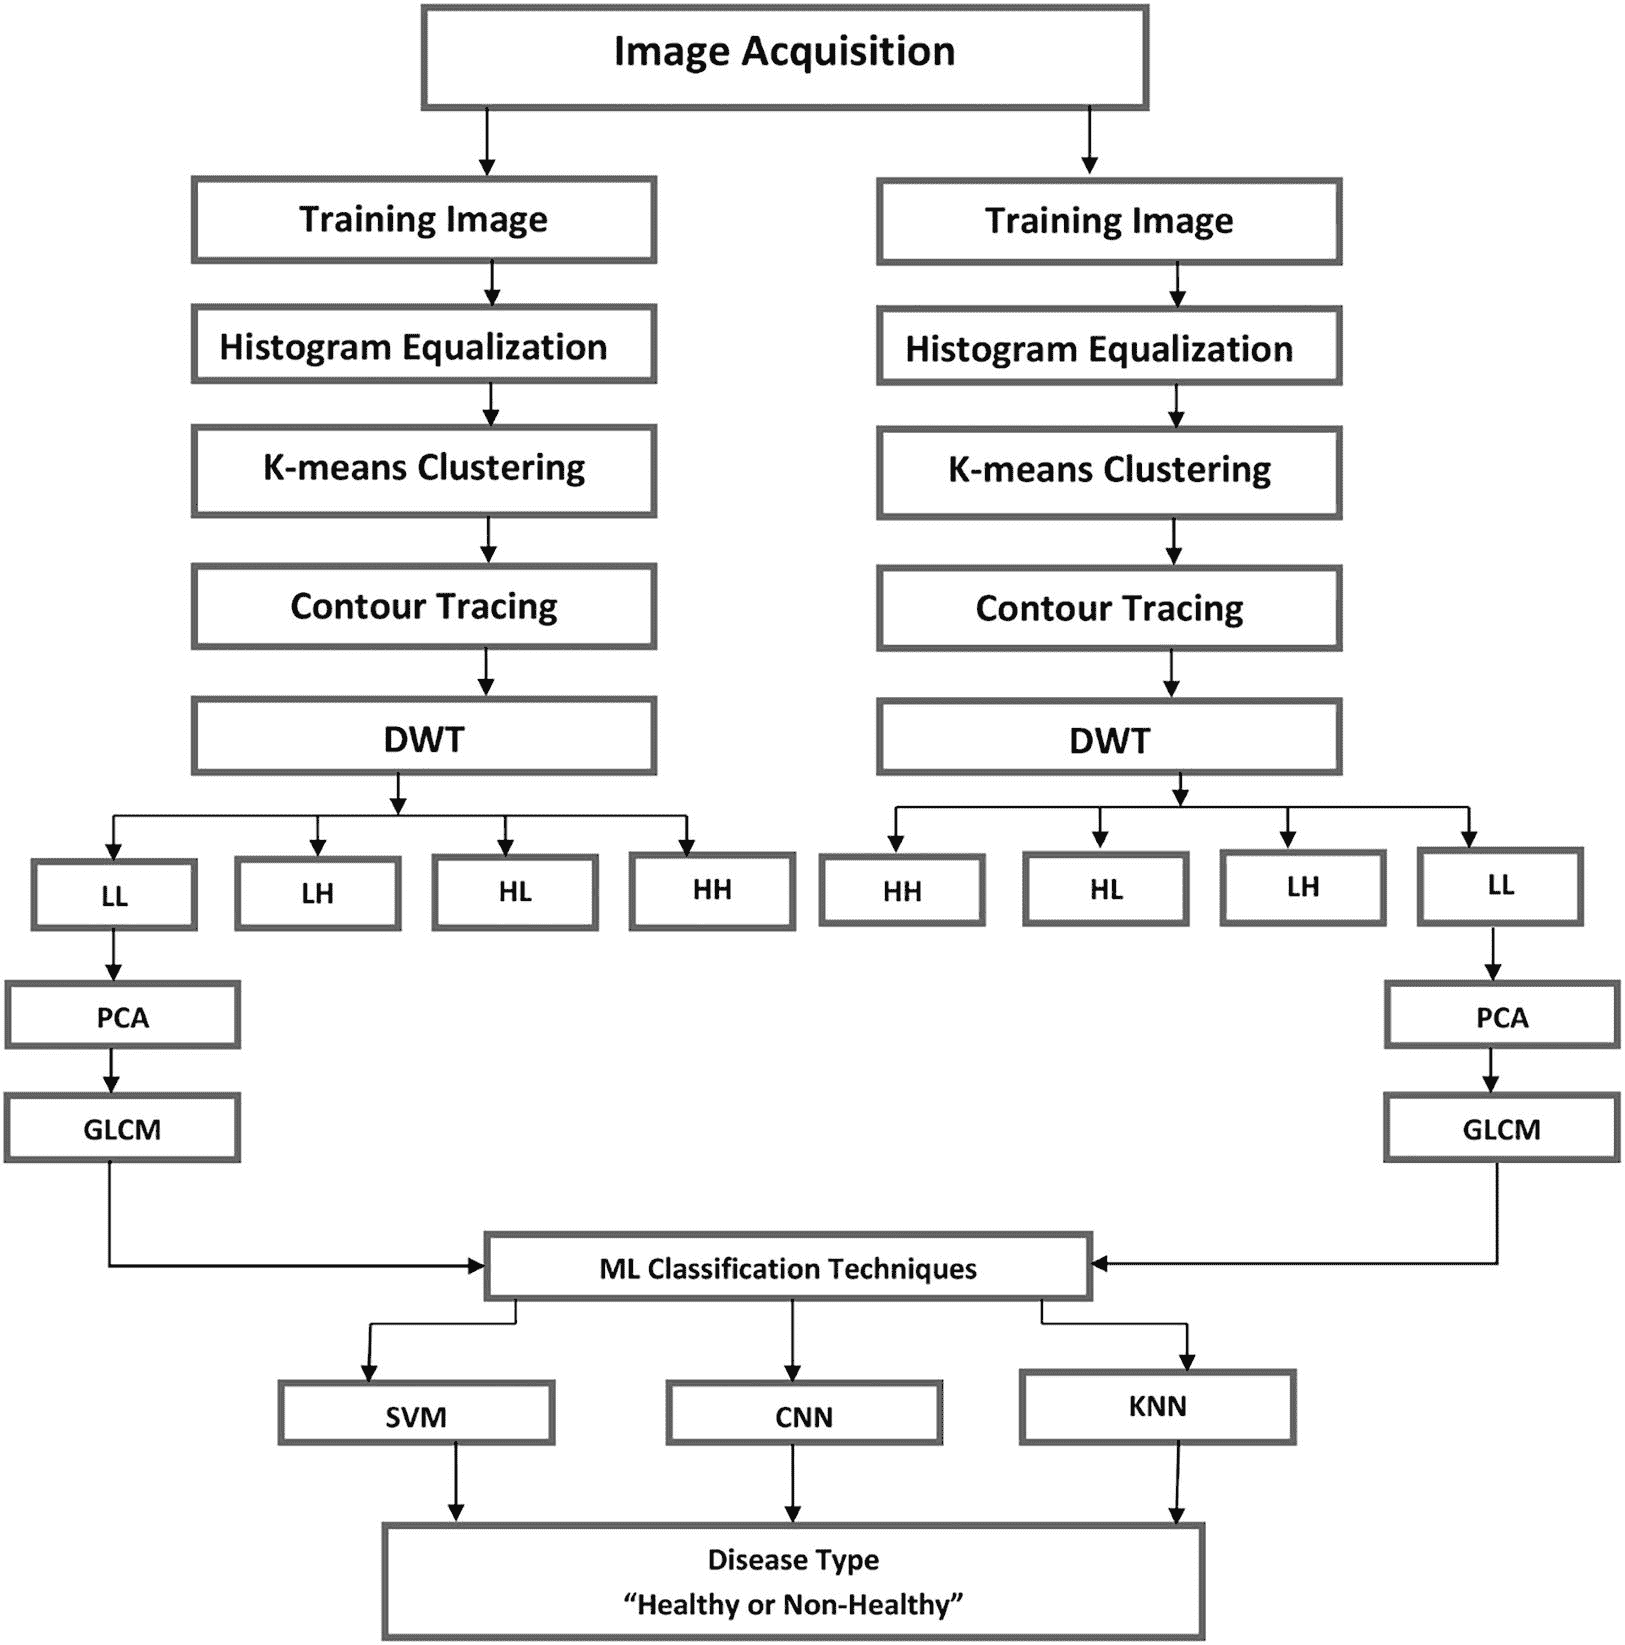 Image Acquisition
Training Image
Training Image
Histogram Equalization
Histogram Equalization
K-means Clustering
K-means Clustering
Contour Tracing
Contour Tracing
DWT
DWT
LL
LH
HL
HH
HH
HL
LH
LL
PCA
PCA
GLCM
GLCM
ML Classification Techniques
SVM
CNN
KNN
Disease Type
“Healthy or Non-Healthy”